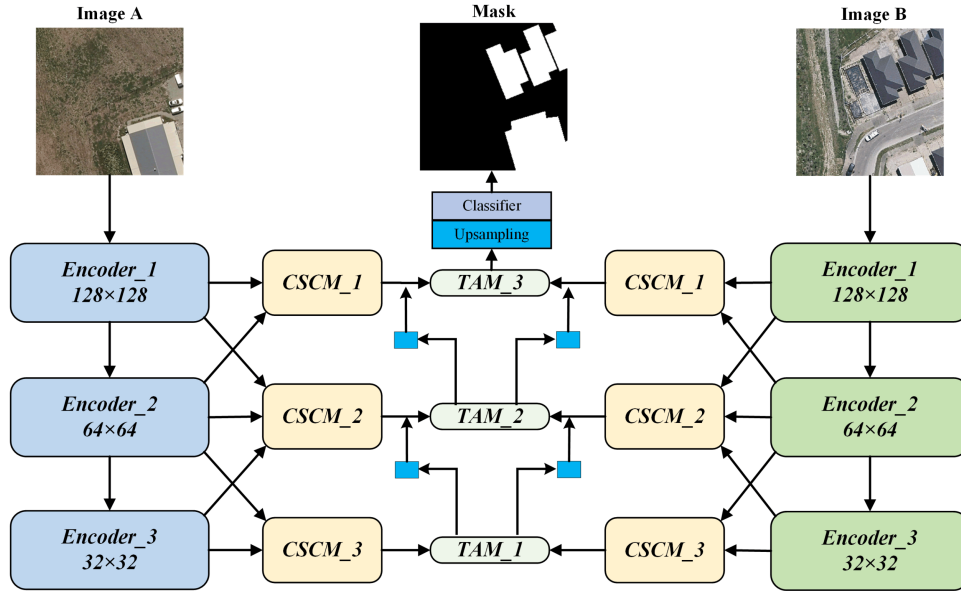 Image A
Mask
Image B
Classifier
Upsampling
Encoder_1
128×128
CSCM_1
TAM_3
CSCM_1
Encoder_1
128×128
Encoder_2
64×64
CSCM_2
TAM_2
CSCM_2
Encoder_2
64×64
Encoder_3
32×32
CSCM_3
TAM_1
CSCM_3
Encoder_3
32×32